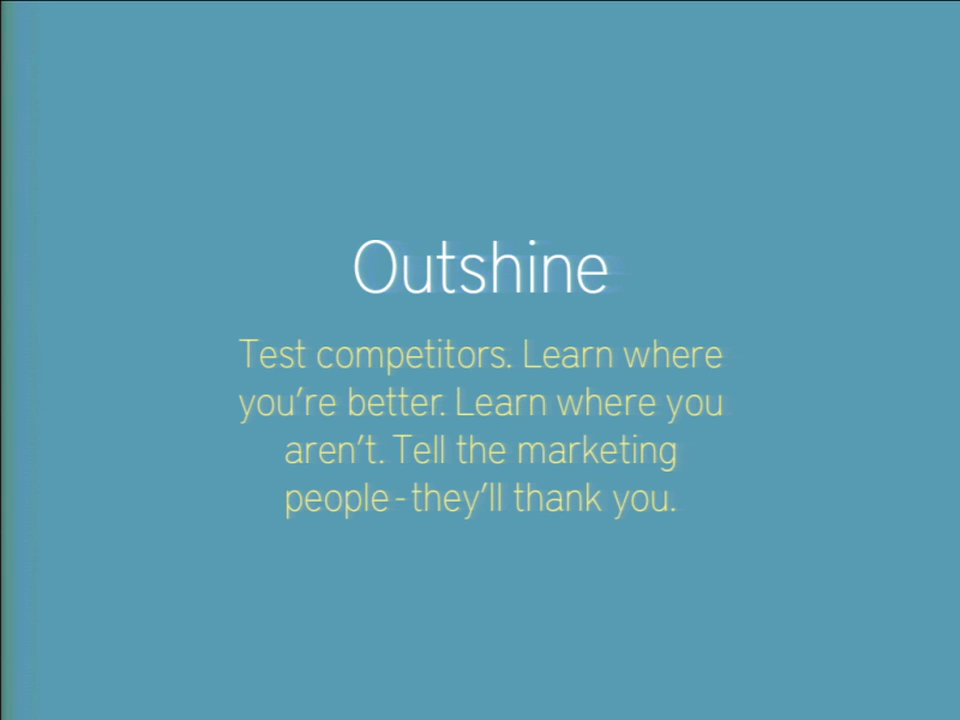 Outshine
Test competitors. Learn where
you're better. Learn where you
aren't. Tell the marketing
people - they'll thank you.